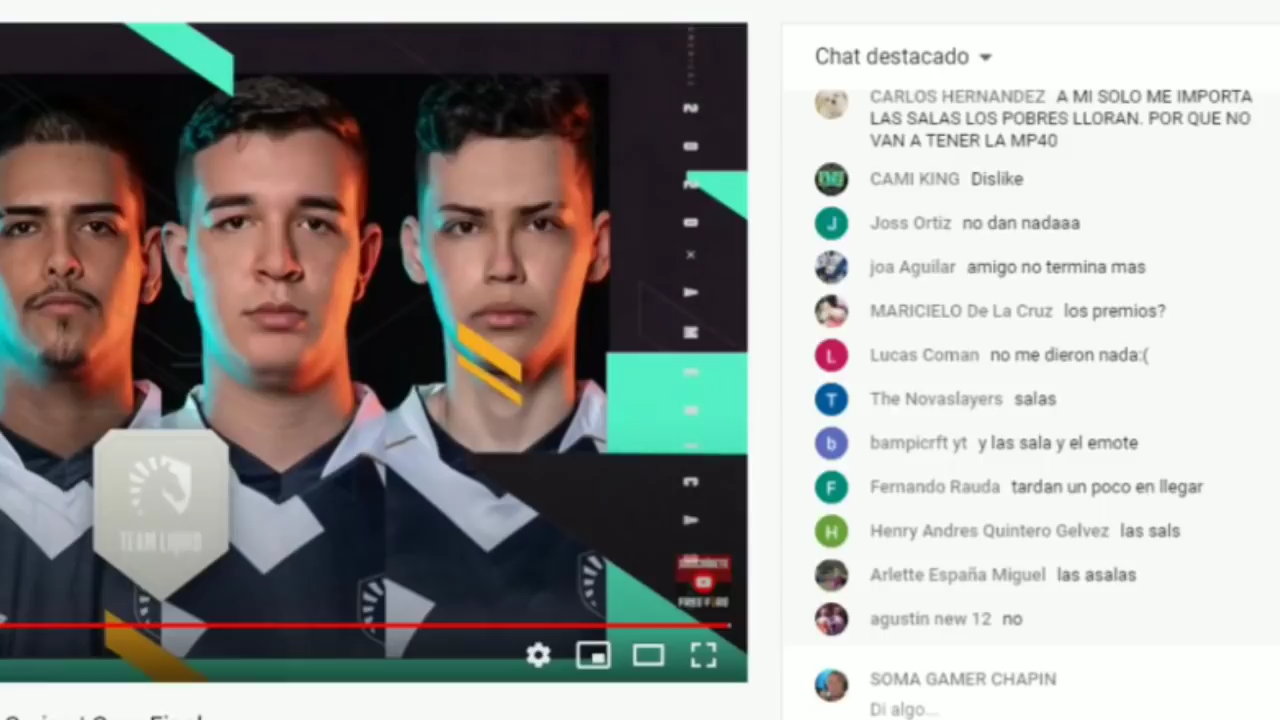 Chat destacado
CARLOS HERNANDEZ A MI SOLO ME IMPORTA
LAS SALAS LOS POBRES LLORAN. POR QUE NO
VAN A TENER LA MP40
CAMI KING Dislike
J Joss Ortiz no dan nadaaa
joa Aguilar amigo no termina mas
MARICIELO De La Cruz los premios?
L Lucas Coman no me dieron nada:(
T The Novaslayers salas
b bampicrft yt y las sala y el emote
F Fernando Rauda tardan un poco en llegar
H Henry Andres Quintero Gelvez las sals
Arlette España Miguel las asalas
agustin new 12 no
SOMA GAMER CHAPIN
Di algo...
TEAM LIQUID
FREE FIRE